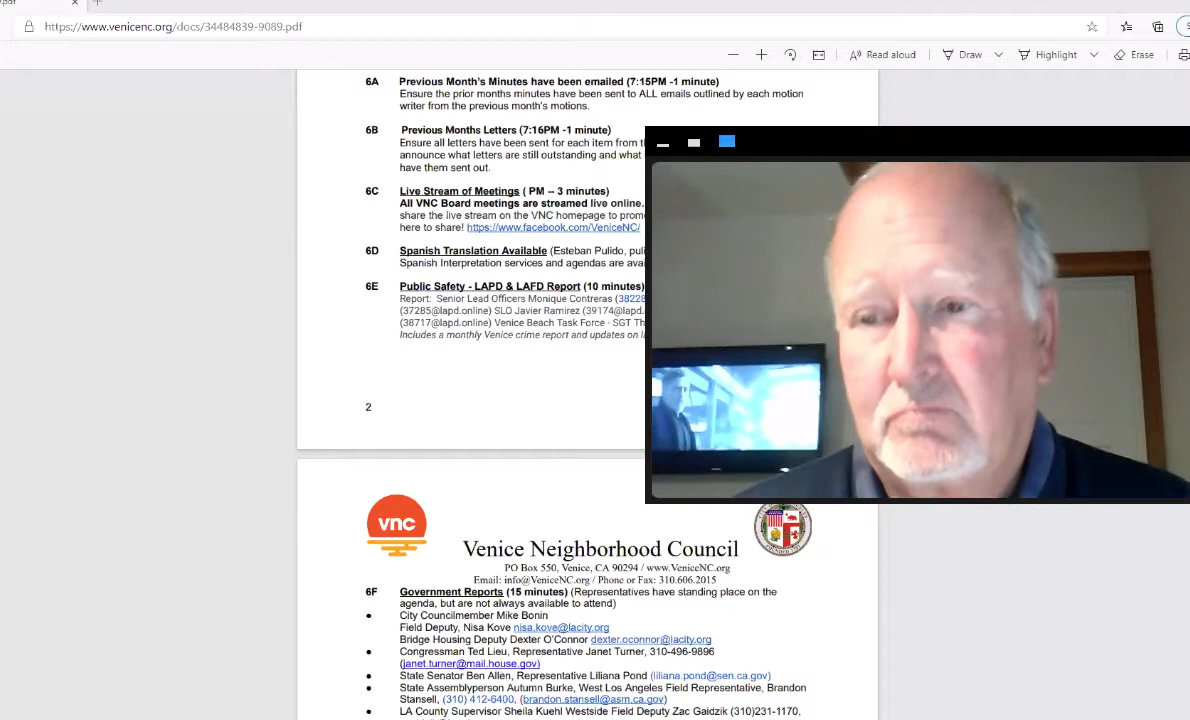 .pdf
https://www.venicenc.org/docs/34484839-9089.pdf
Read aloud
Draw
Highlight
Erase
6A Previous Month's Minutes have been emailed (7:15PM -1 minute)
Ensure the prior months minutes have been sent to ALL emails outlined by each motion
writer from the previous month's motions.
6B Previous Months Letters (7:16PM -1 minute)
Ensure all letters have been sent for each item from
announce what letters are still outstanding and what
have them sent out.
6C Live Stream of Meetings ( PM -- 3 minutes)
All VNC Board meetings are streamed live online.
share the live stream on the VNC homepage to
here to share! https://www.facebook.com/VeniceNC/
6D Spanish Translation Available (Esteban Pulido,
Spanish Interpretation services and agendas are
6E Public Safety - LAPD & LAFD Report (10 minutes)
Report: Senior Lead Officers Monique Contreras (38228
(37285@lapd.online) SLO Javier Ramirez (39174@lapd.
(38717@lapd.online) Venice Beach Task Force - SGT
Includes a monthly Venice crime report and updates on
2
vnc
Venice Neighborhood Council
PO Box 550, Venice, CA 90294 / www.VeniceNC.org
Email: info@VeniceNC.org / Phone or Fax: 310.606.2015
6F Government Reports (15 minutes) (Representatives have standing place on the
agenda, but are not always available to attend)
● City Councilmember Mike Bonin
Field Deputy, Nisa Kove nisa.kove@lacity.org
Bridge Housing Deputy Dexter O'Connor dexter.oconnor@lacity.org
● Congressman Ted Lieu, Representative Janet Turner, 310-496-9896
(janet.turner@mail.house.gov)
● State Senator Ben Allen, Representative Liliana Pond (liliana.pond@sen.ca.gov)
● State Assemblyperson Autumn Burke, West Los Angeles Field Representative, Brandon
Stansell, (310) 412-6400, (brandon.stansell@asm.ca.gov)
● LA County Supervisor Sheila Kuehl Westside Field Deputy Zac Gaidzik (310)231-1170,